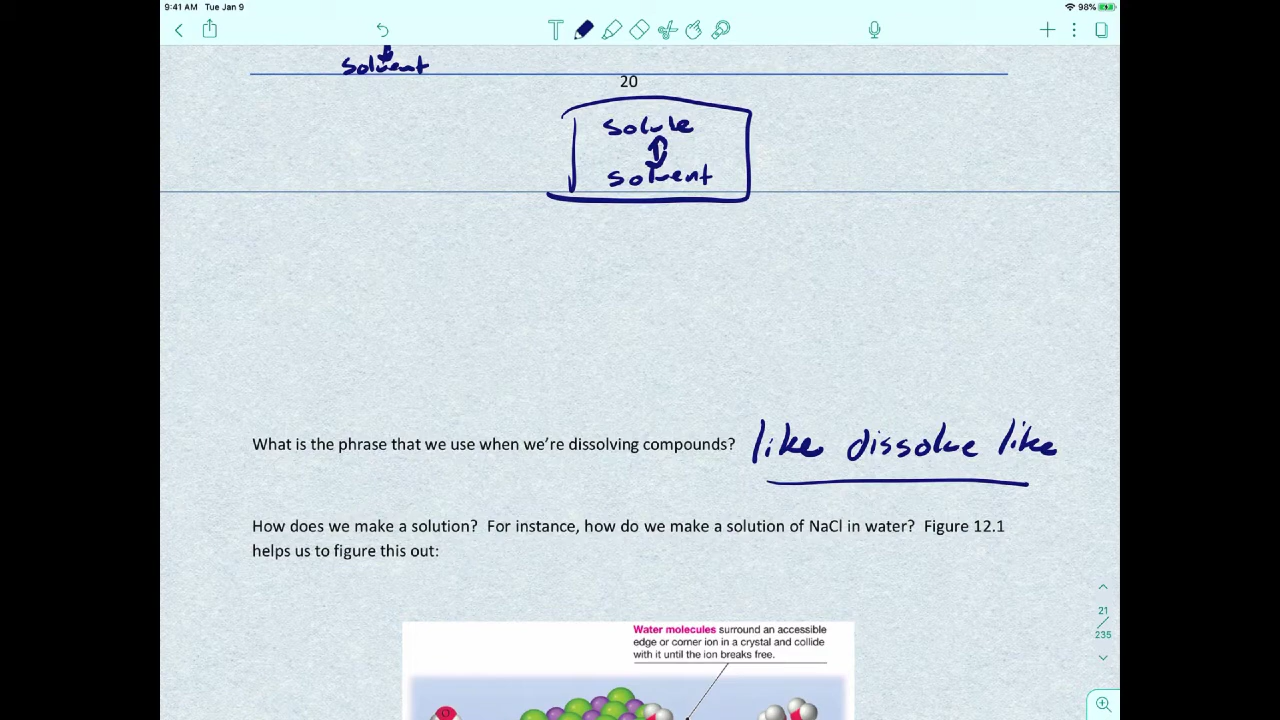 9:41 AM Tue Jan 9
98%
T
solvent
20
solute
solvent
What is the phrase that we use when we're dissolving compounds? like dissolve like
How does we make a solution? For instance, how do we make a solution of NaCl in water? Figure 12.1
helps us to figure this out:
21
235
Water molecules surround an accessible
edge or corner ion in a crystal and collide
with it until the ion breaks free.